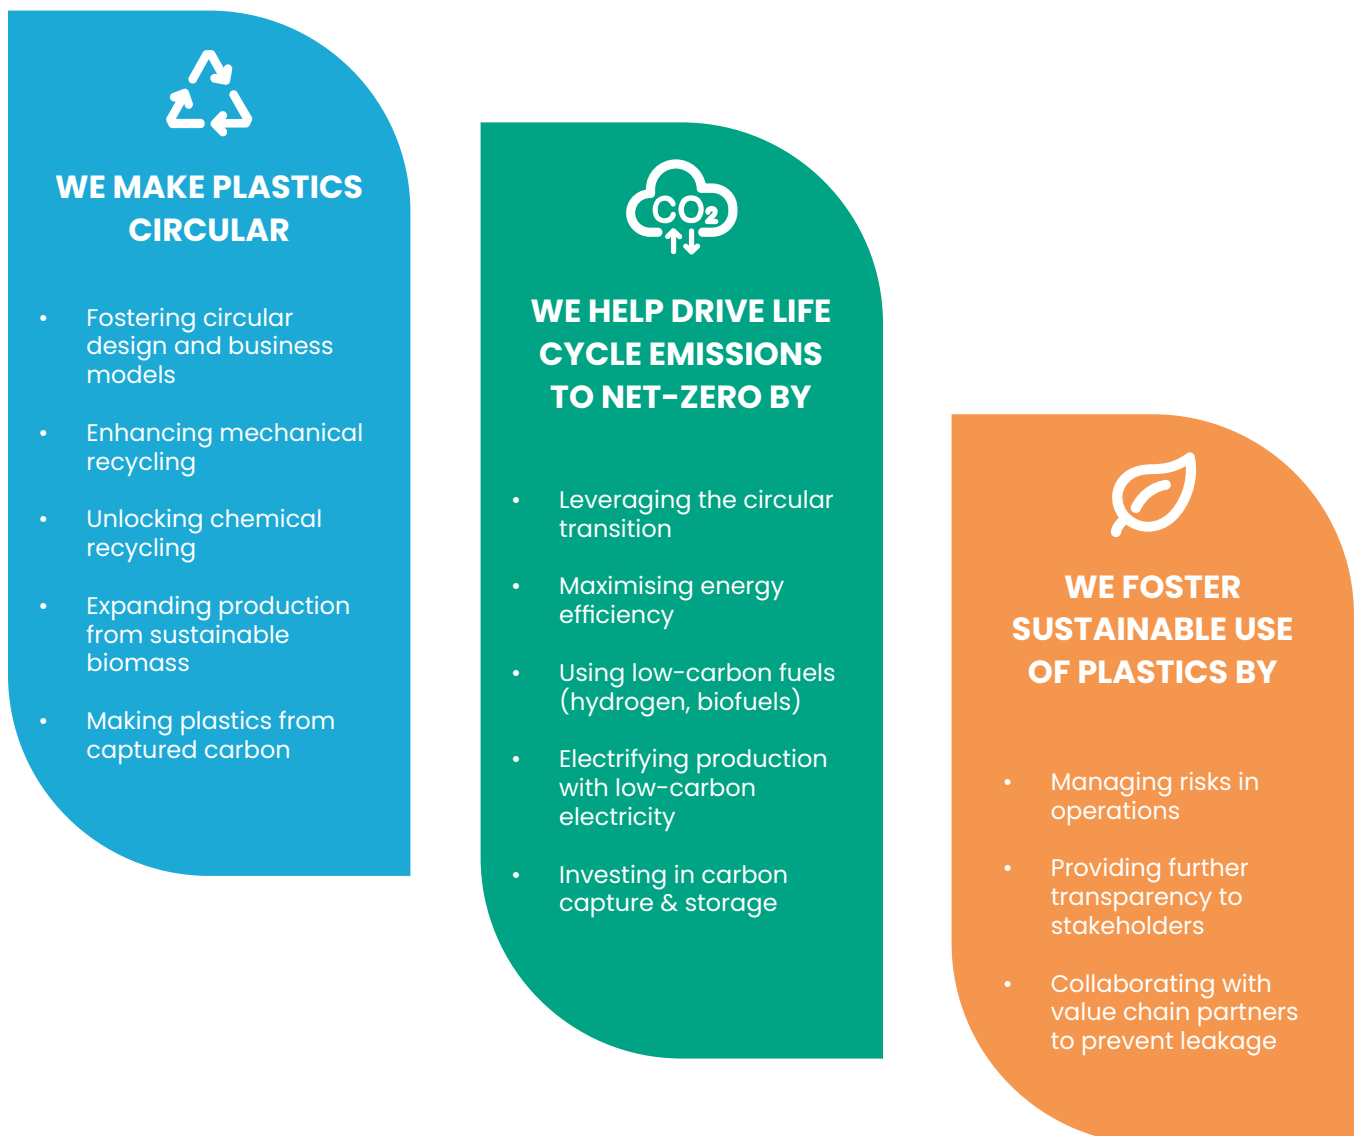 WE MAKE PLASTICS
CIRCULAR
• Fostering circular
design and business
models
• Enhancing mechanical
recycling
• Unlocking chemical
recycling
• Expanding production
from sustainable
biomass
• Making plastics from
captured carbon
CO₂
WE HELP DRIVE LIFE
CYCLE EMISSIONS
TO NET-ZERO BY
• Leveraging the circular
transition
• Maximising energy
efficiency
• Using low-carbon fuels
(hydrogen, biofuels)
• Electrifying production
with low-carbon
electricity
• Investing in carbon
capture & storage
WE FOSTER
SUSTAINABLE USE
OF PLASTICS BY
• Managing risks in
operations
• Providing further
transparency to
stakeholders
• Collaborating with
value chain partners
to prevent leakage